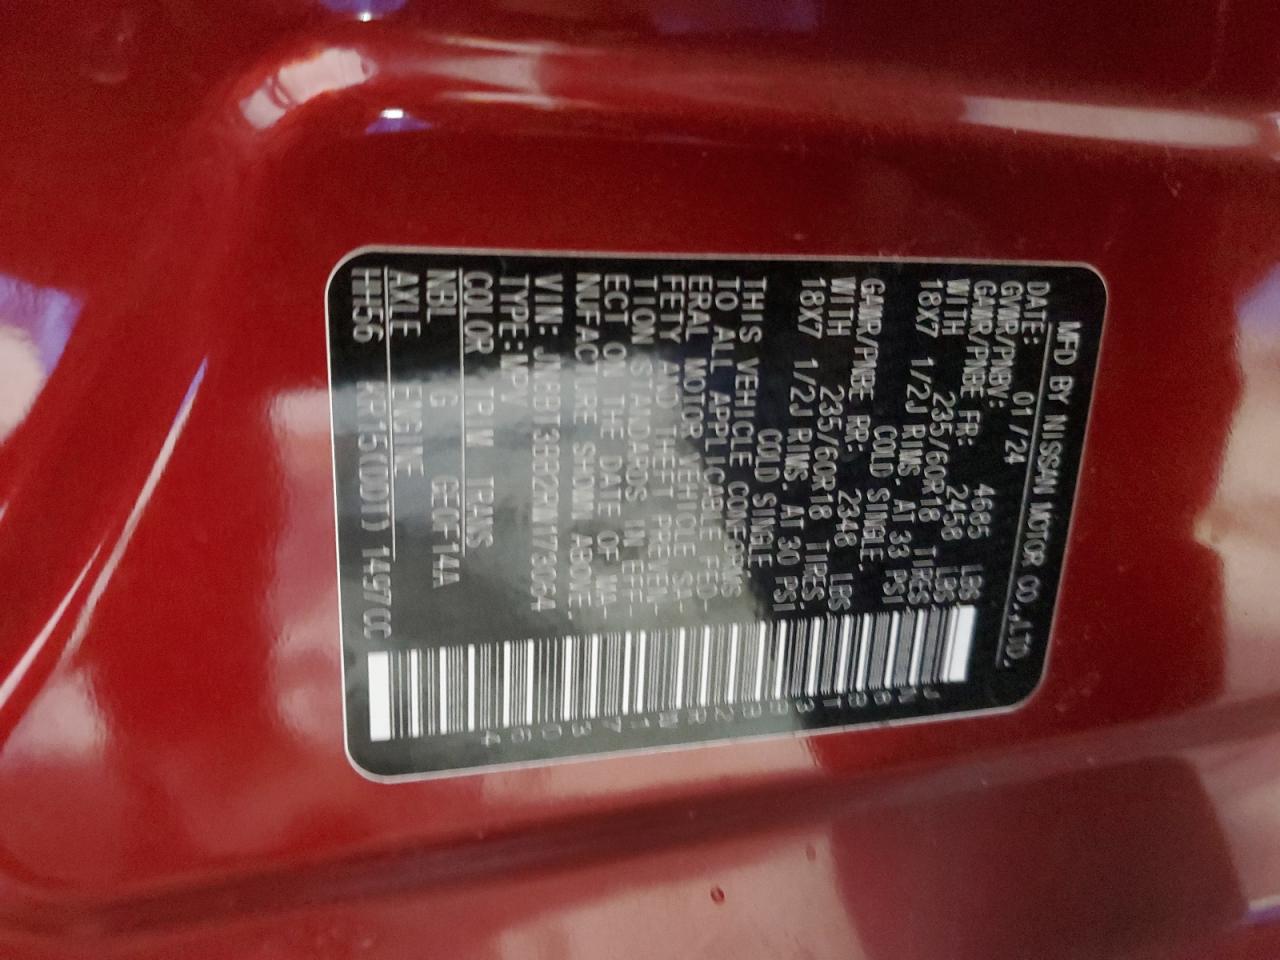 MFD BY NISSAN MOTOR CO.,LTD.
DATE: 01/24
GVWR/PNBV: 4685 LBS
GAWR/PNBE FR: 2458 LBS
WITH 235/60R18 TIRES,
18X7 1/2J RIMS, AT 33 PSI
COLD SINGLE.
GAWR/PNBE RR: 2348 LBS
WITH 235/60R18 TIRES,
18X7 1/2J RIMS, AT 30 PSI
COLD SINGLE
THIS VEHICLE CONFORMS
TO ALL APPLICABLE FED-
ERAL MOTOR VEHICLE SA-
FETY AND THEFT PREVEN-
TION STANDARDS IN EFF-
ECT ON THE DATE OF MA-
NUFACTURE SHOWN ABOVE.
VIN: JN8BT3BB2RW173064
TYPE:MPV
COLOR TRIM TRANS
NBL G GEGF14A
AXLE ENGINE
HH56 KR15(DDT) 1497CC
JN8BT3BB2RW173064